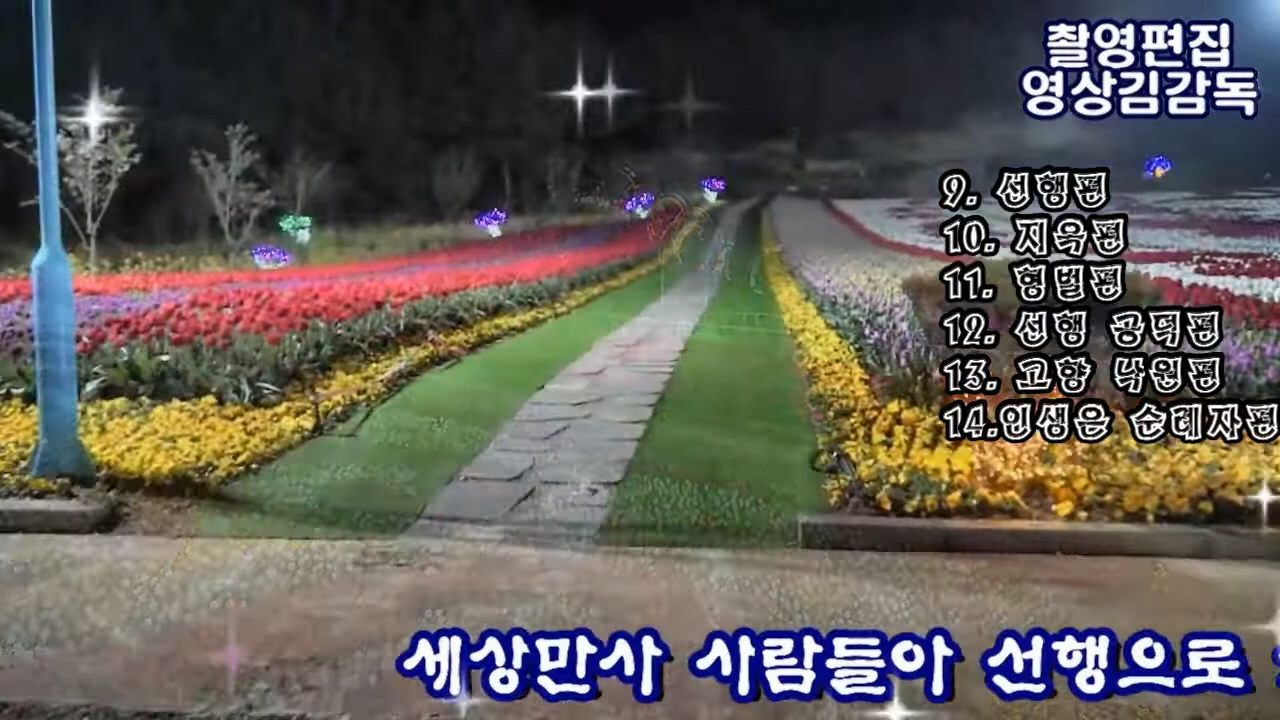 촬영편집
영상김감독
9. 선행편
10. 지옥편
11. 형벌편
12. 선행 공덕편
13. 고향 낙원편
14.인생은 순례자편
세상만사 사람들아 선행으로